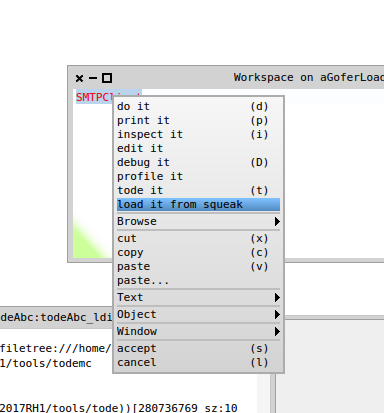 Workspace on aGoferLoad
SMTPCli
do it (d)
print it (p)
inspect it (i)
edit it
debug it (D)
profile it
tode it (t)
load it from squeak
Browse
cut (x)
copy (c)
paste (v)
paste...
Text
Object
Window
accept (s)
cancel (l)
deAbc:todeAbc_ldi
filetree:///home/
1/tools/todemc
2017RH1/tools/tode))[280736769 sz:10